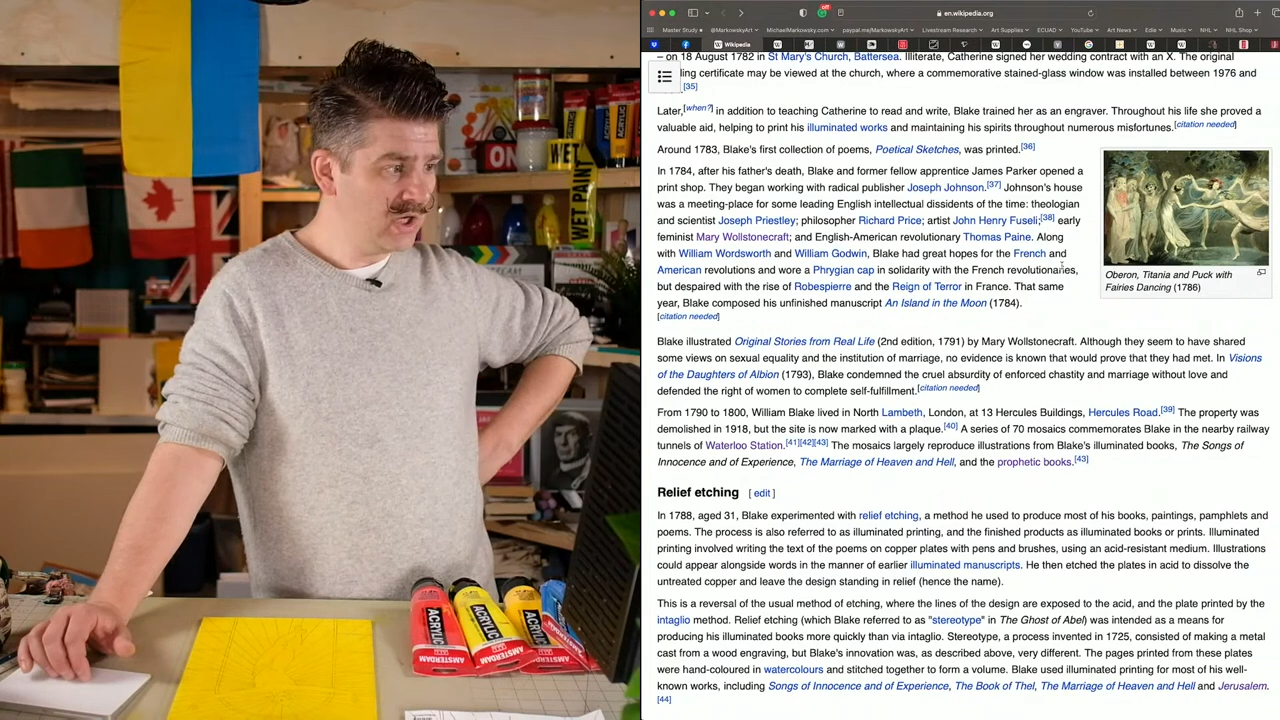 ON
WET
WET PAINT
ACRYLIC
ACRYLIC
AMSTERDAM
ACRYLIC
AMSTERDAM
ACRYLIC
AMSTERDAM
en.wikipedia.org
Master Study
@MarkowskyArt
MichaelMarkowsky.com
paypal.me/MarkowskyArt
Livestream Research
Art Supplies
ECUAD
YouTube
Art News
Edie
Music
NHL
NHL Shop
Wikipedia
– on 18 August 1782 in St Mary's Church, Battersea. Illiterate, Catherine signed her wedding contract with an X. The original
ling certificate may be viewed at the church, where a commemorative stained-glass window was installed between 1976 and
[35]
Later,[when?] in addition to teaching Catherine to read and write, Blake trained her as an engraver. Throughout his life she proved a
valuable aid, helping to print his illuminated works and maintaining his spirits throughout numerous misfortunes.[citation needed]
Around 1783, Blake's first collection of poems, Poetical Sketches, was printed.[36]
In 1784, after his father's death, Blake and former fellow apprentice James Parker opened a
print shop. They began working with radical publisher Joseph Johnson.[37] Johnson's house
was a meeting-place for some leading English intellectual dissidents of the time: theologian
and scientist Joseph Priestley; philosopher Richard Price; artist John Henry Fuseli;[38] early
feminist Mary Wollstonecraft; and English-American revolutionary Thomas Paine. Along
with William Wordsworth and William Godwin, Blake had great hopes for the French and
American revolutions and wore a Phrygian cap in solidarity with the French revolutionaries,
but despaired with the rise of Robespierre and the Reign of Terror in France. That same
year, Blake composed his unfinished manuscript An Island in the Moon (1784).
[citation needed]
Oberon, Titania and Puck with
Fairies Dancing (1786)
Blake illustrated Original Stories from Real Life (2nd edition, 1791) by Mary Wollstonecraft. Although they seem to have shared
some views on sexual equality and the institution of marriage, no evidence is known that would prove that they had met. In Visions
of the Daughters of Albion (1793), Blake condemned the cruel absurdity of enforced chastity and marriage without love and
defended the right of women to complete self-fulfillment.[citation needed]
From 1790 to 1800, William Blake lived in North Lambeth, London, at 13 Hercules Buildings, Hercules Road.[39] The property was
demolished in 1918, but the site is now marked with a plaque.[40] A series of 70 mosaics commemorates Blake in the nearby railway
tunnels of Waterloo Station.[41][42][43] The mosaics largely reproduce illustrations from Blake's illuminated books, The Songs of
Innocence and of Experience, The Marriage of Heaven and Hell, and the prophetic books.[43]
Relief etching [ edit ]
In 1788, aged 31, Blake experimented with relief etching, a method he used to produce most of his books, paintings, pamphlets and
poems. The process is also referred to as illuminated printing, and the finished products as illuminated books or prints. Illuminated
printing involved writing the text of the poems on copper plates with pens and brushes, using an acid-resistant medium. Illustrations
could appear alongside words in the manner of earlier illuminated manuscripts. He then etched the plates in acid to dissolve the
untreated copper and leave the design standing in relief (hence the name).
This is a reversal of the usual method of etching, where the lines of the design are exposed to the acid, and the plate printed by the
intaglio method. Relief etching (which Blake referred to as "stereotype" in The Ghost of Abel) was intended as a means for
producing his illuminated books more quickly than via intaglio. Stereotype, a process invented in 1725, consisted of making a metal
cast from a wood engraving, but Blake's innovation was, as described above, very different. The pages printed from these plates
were hand-coloured in watercolours and stitched together to form a volume. Blake used illuminated printing for most of his well-
known works, including Songs of Innocence and of Experience, The Book of Thel, The Marriage of Heaven and Hell and Jerusalem.
[44]